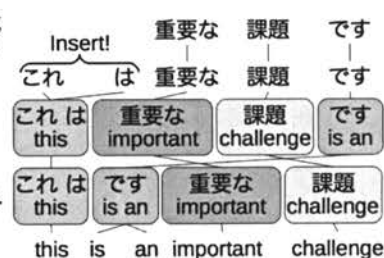 重要な 課題 です
Insert!
これ は 重要な 課題 です
これ は 重要な 課題 です
this important challenge is an
これ は です 重要な 課題
this is an important challenge
this is an important challenge